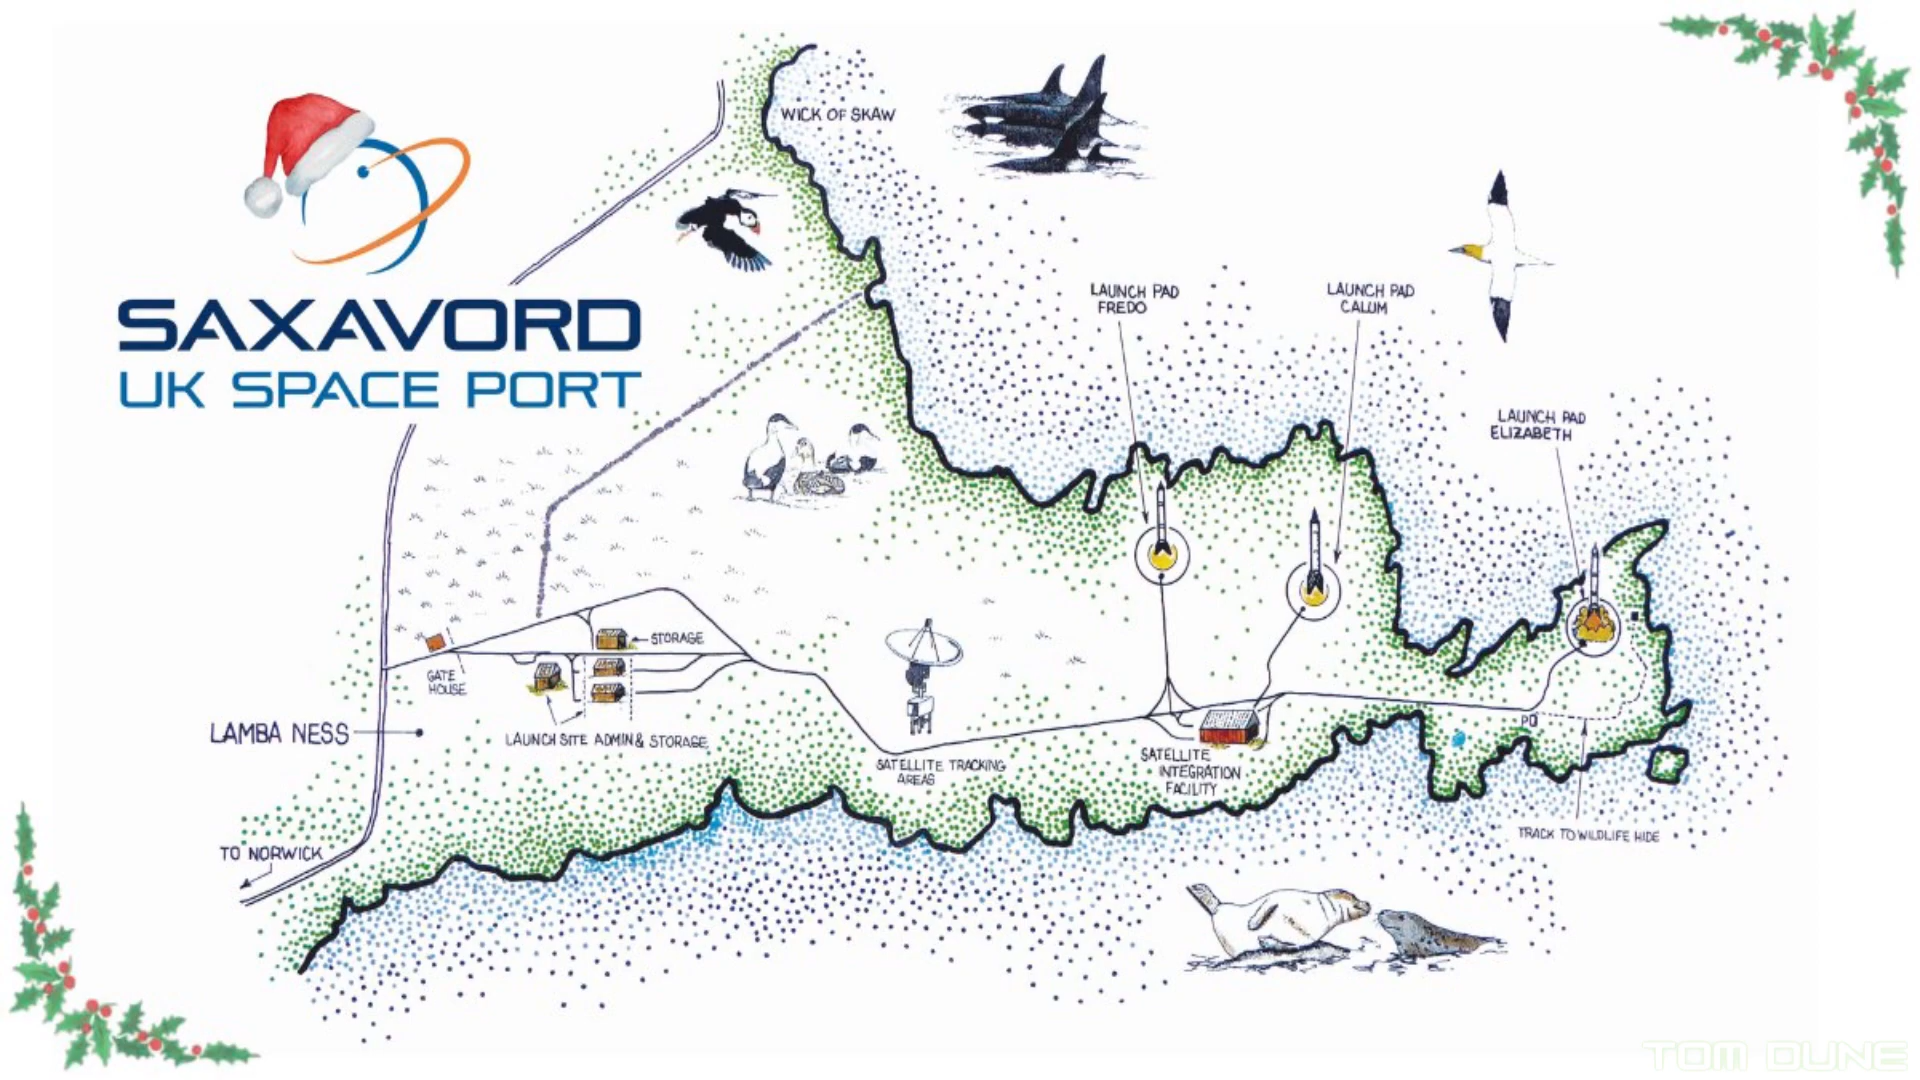 WICK OF SKAW
SAXAVORD
UK SPACE PORT
LAUNCH PAD
FREDO
LAUNCH PAD
CALUM
LAUNCH PAD
ELIZABETH
STORAGE
GATE
HOUSE
LAMBA NESS
LAUNCH SITE ADMIN & STORAGE
SATELLITE TRACKING
AREAS
SATELLITE
INTEGRATION
FACILITY
TRACK TO WILDLIFE HIDE
TO NORWICK
TOM DUNE